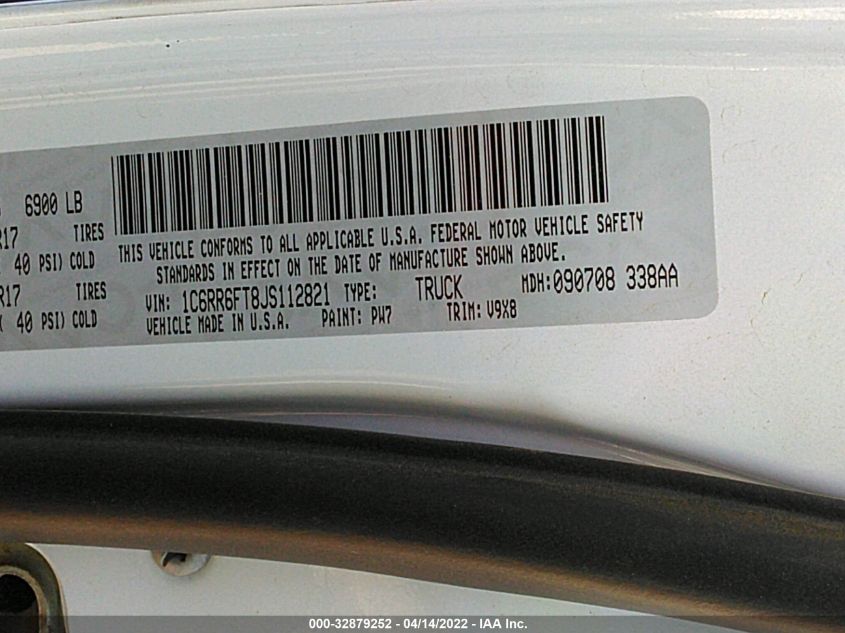 6900 LB
R17 TIRES
40 PSI) COLD
R17 TIRES
40 PSI) COLD
THIS VEHICLE CONFORMS TO ALL APPLICABLE U.S.A. FEDERAL MOTOR VEHICLE SAFETY
STANDARDS IN EFFECT ON THE DATE OF MANUFACTURE SHOWN ABOVE.
VIN: 1C6RR6FT8JS112821 TYPE: TRUCK MDH:090708 338AA
VEHICLE MADE IN U.S.A. PAINT: PW7 TRIM: V9X8
000-32879252 - 04/14/2022 - IAA Inc.